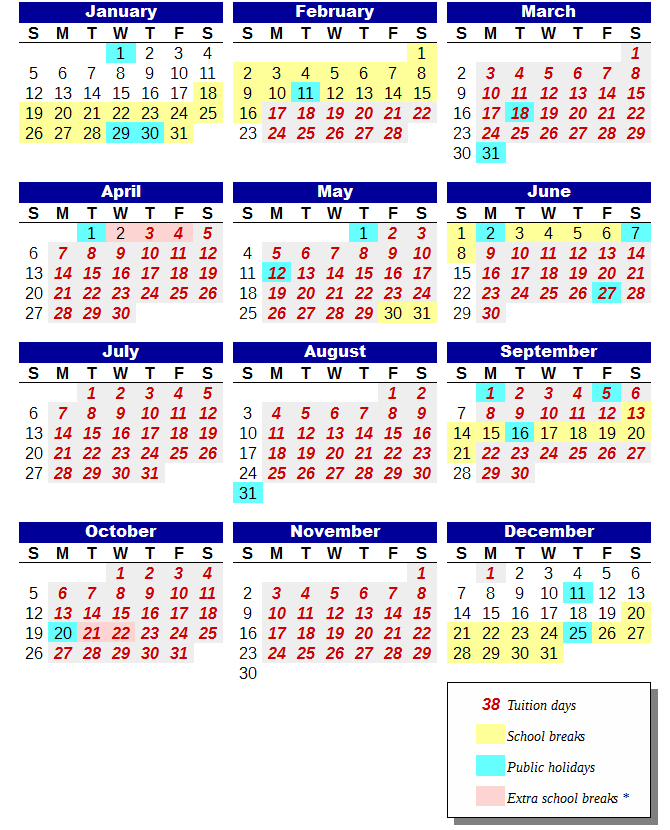 January February March
S M T W T F S S M T W T F S S M T W T F S
1 2 3 4 1 1
5 6 7 8 9 10 11 2 3 4 5 6 7 8 2 3 4 5 6 7 8
12 13 14 15 16 17 18 9 10 11 12 13 14 15 9 10 11 12 13 14 15
19 20 21 22 23 24 25 16 17 18 19 20 21 22 16 17 18 19 20 21 22
26 27 28 29 30 31 23 24 25 26 27 28 23 24 25 26 27 28 29
30 31
April May June
S M T W T F S S M T W T F S S M T W T F S
1 2 3 4 5 1 2 3 1 2 3 4 5 6 7
6 7 8 9 10 11 12 4 5 6 7 8 9 10 8 9 10 11 12 13 14
13 14 15 16 17 18 19 11 12 13 14 15 16 17 15 16 17 18 19 20 21
20 21 22 23 24 25 26 18 19 20 21 22 23 24 22 23 24 25 26 27 28
27 28 29 30 25 26 27 28 29 30 31 29 30
July August September
S M T W T F S S M T W T F S S M T W T F S
1 2 3 4 5 1 2 1 2 3 4 5 6
6 7 8 9 10 11 12 3 4 5 6 7 8 9 7 8 9 10 11 12 13
13 14 15 16 17 18 19 10 11 12 13 14 15 16 14 15 16 17 18 19 20
20 21 22 23 24 25 26 17 18 19 20 21 22 23 21 22 23 24 25 26 27
27 28 29 30 31 24 25 26 27 28 29 30 28 29 30
31
October November December
S M T W T F S S M T W T F S S M T W T F S
1 2 3 4 1 1 2 3 4 5 6
5 6 7 8 9 10 11 2 3 4 5 6 7 8 7 8 9 10 11 12 13
12 13 14 15 16 17 18 9 10 11 12 13 14 15 14 15 16 17 18 19 20
19 20 21 22 23 24 25 16 17 18 19 20 21 22 21 22 23 24 25 26 27
26 27 28 29 30 31 23 24 25 26 27 28 29 28 29 30 31
30
38 Tuition days
School breaks
Public holidays
Extra school breaks *